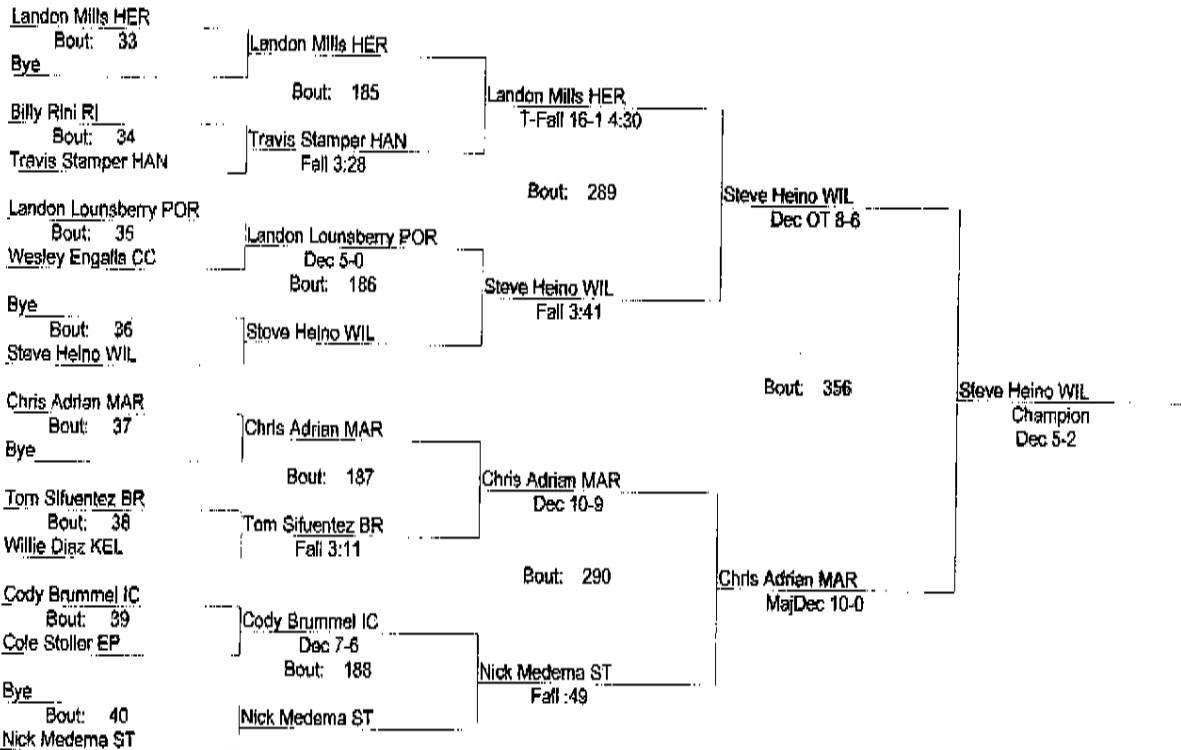 Landon Mills HER
Bout: 33
Bye
Billy Rini RI
Bout: 34
Travis Stamper HAN
Landon Lounsberry POR
Bout: 35
Wesley Engalla CC
Bye
Bout: 36
Steve Heino WIL
Chris Adrian MAR
Bout: 37
Bye
Tom Sifuentez BR
Bout: 38
Willie Diaz KEL
Cody Brummel IC
Bout: 39
Cole Stoller EP
Bye
Bout: 40
Nick Medema ST
Landon Mills HER
Bout: 185
Travis Stamper HAN
Fall 3:28
Landon Lounsberry POR
Dec 5-0
Bout: 186
Steve Heino WIL
Chris Adrian MAR
Bout: 187
Tom Sifuentez BR
Fall 3:11
Cody Brummel IC
Dec 7-6
Bout: 188
Nick Medema ST
Landon Mills HER
T-Fall 16-1 4:30
Bout: 289
Steve Heino WIL
Fall 3:41
Chris Adrian MAR
Dec 10-9
Bout: 290
Nick Medema ST
Fall :49
Steve Heino WIL
Dec OT 8-6
Bout: 356
Chris Adrian MAR
MajDec 10-0
Steve Heino WIL
Champion
Dec 5-2